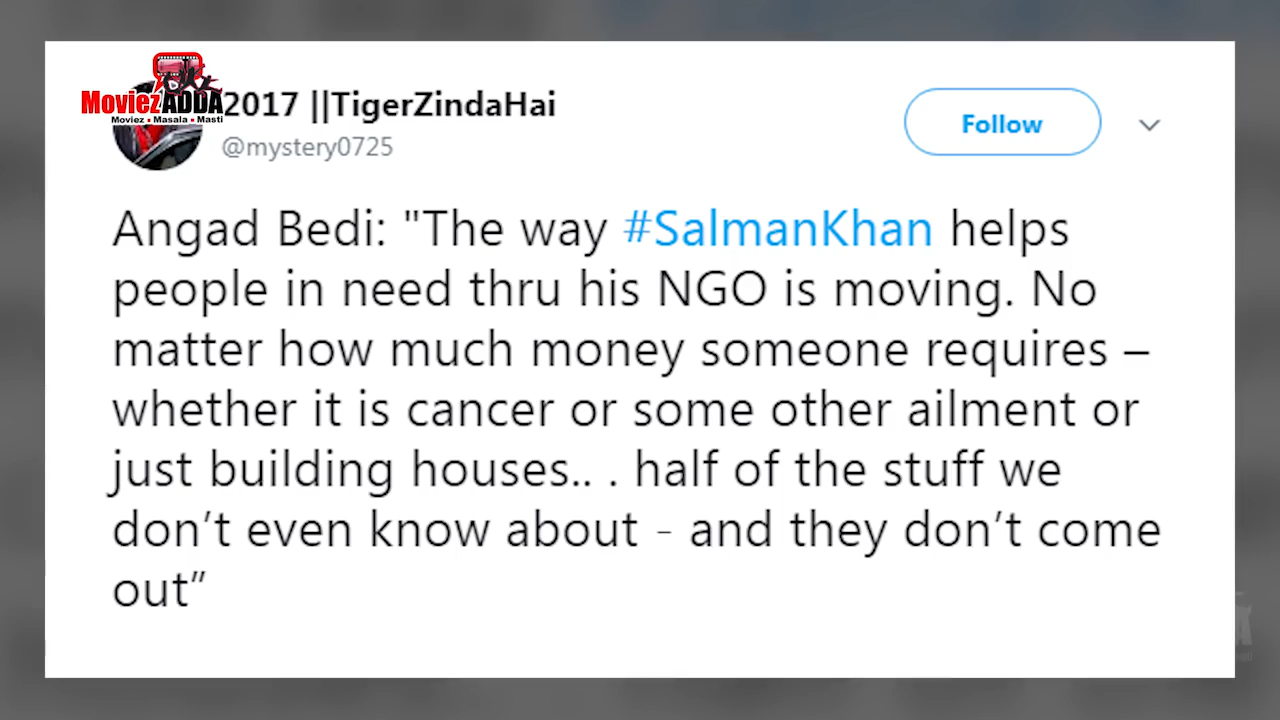 MoviezADDA
Moviez • Masala • Masti
2017 ||TigerZindaHai
@mystery0725
Follow
Angad Bedi: "The way #SalmanKhan helps
people in need thru his NGO is moving. No
matter how much money someone requires –
whether it is cancer or some other ailment or
just building houses.. . half of the stuff we
don’t even know about - and they don’t come
out”